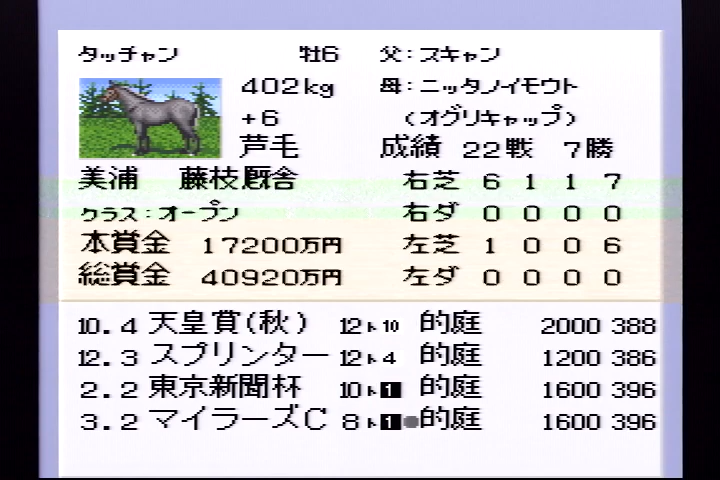 タッチャン 牡6 父:スキャン
402kg 母:ニッタノイモウト
+6 (オグリキャップ)
芦毛 成績 22戦 7勝
美浦 藤枝厩舎 右芝 6 1 1 7
クラス:オープン 右ダ 0 0 0 0
本賞金 17200万円 左芝 1 0 0 6
総賞金 40920万円 左ダ 0 0 0 0
10.4 天皇賞(秋) 12ト10 的庭 2000 388
12.3 スプリンター 12ト4 的庭 1200 386
2.2 東京新聞杯 10ト1 的庭 1600 396
3.2 マイラーズC 8ト1●的庭 1600 396